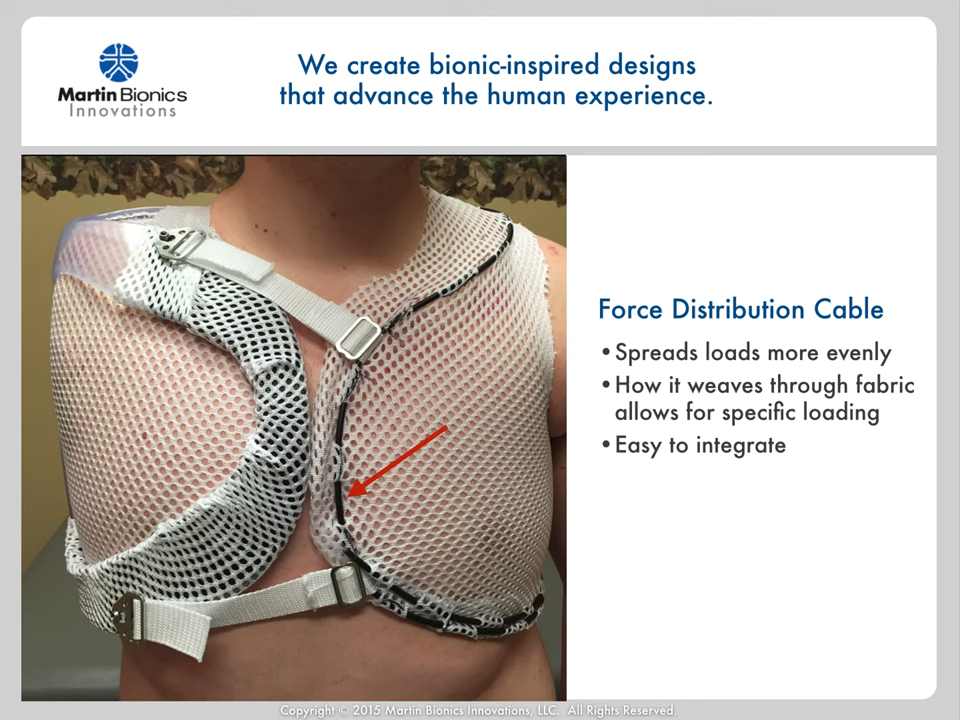 Martin Bionics
Innovations
We create bionic-inspired designs
that advance the human experience.
Force Distribution Cable
• Spreads loads more evenly
• How it weaves through fabric
allows for specific loading
• Easy to integrate
Copyright © 2015 Martin Bionics Innovations, LLC. All Rights Reserved.